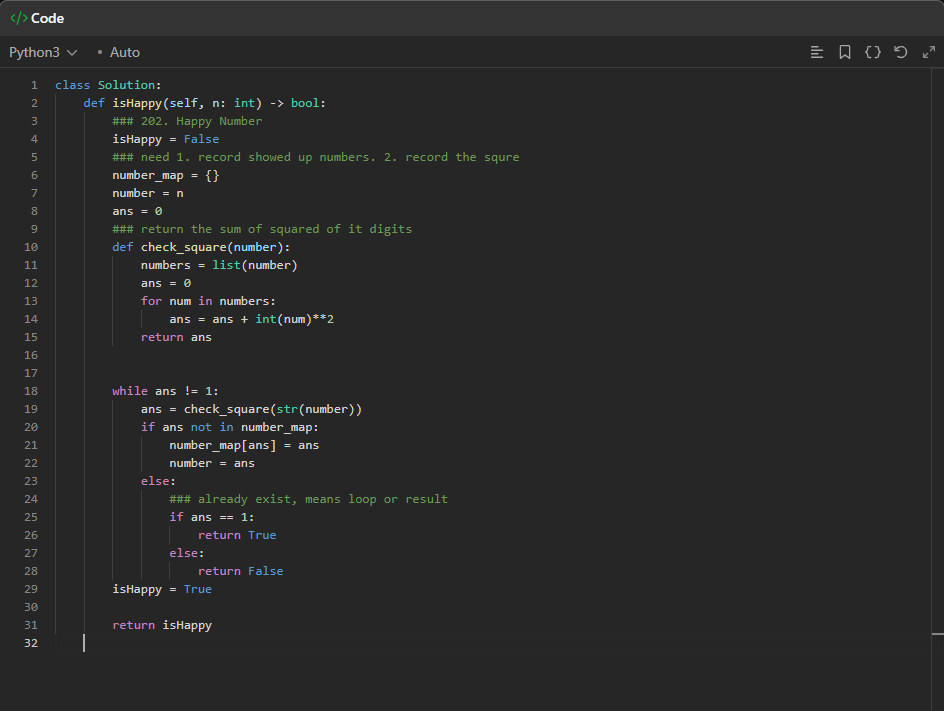 </> Code
Python3 • Auto
1 class Solution:
2     def isHappy(self, n: int) -> bool:
3         ### 202. Happy Number
4         isHappy = False
5         ### need 1. record showed up numbers. 2. record the squre
6         number_map = {}
7         number = n
8         ans = 0
9         ### return the sum of squared of it digits
10         def check_square(number):
11             numbers = list(number)
12             ans = 0
13             for num in numbers:
14                 ans = ans + int(num)**2
15             return ans
16
17
18         while ans != 1:
19             ans = check_square(str(number))
20             if ans not in number_map:
21                 number_map[ans] = ans
22                 number = ans
23             else:
24                 ### already exist, means loop or result
25                 if ans == 1:
26                     return True
27                 else:
28                     return False
29         isHappy = True
30
31         return isHappy
32